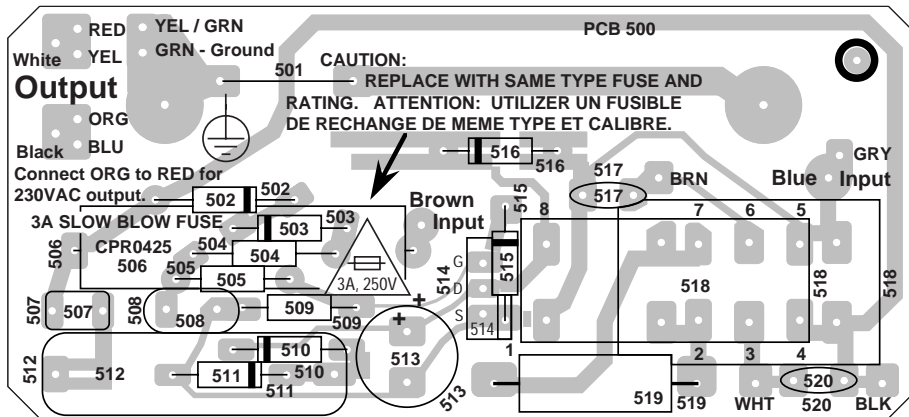 RED YEL / GRN
PCB 500
White YEL GRN - Ground
501 CAUTION:
Output
REPLACE WITH SAME TYPE FUSE AND
RATING. ATTENTION: UTILIZER UN FUSIBLE
ORG
DE RECHANGE DE MEME TYPE ET CALIBRE.
Black BLU
516 516
GRY
Connect ORG to RED for
230VAC output.
502 502
517 517
BRN
Blue Input
3A SLOW BLOW FUSE
503 503
Brown
Input
515
8 7 6 5
506
CPR0425
506
504 504
505 505
3A, 250V
514
G
D
S
514
515
518 518 518
507 507
508 508
509
509
510
510
511
511
512 512
513
513
1 2 3 4
519 519
WHT
520
520
BLK